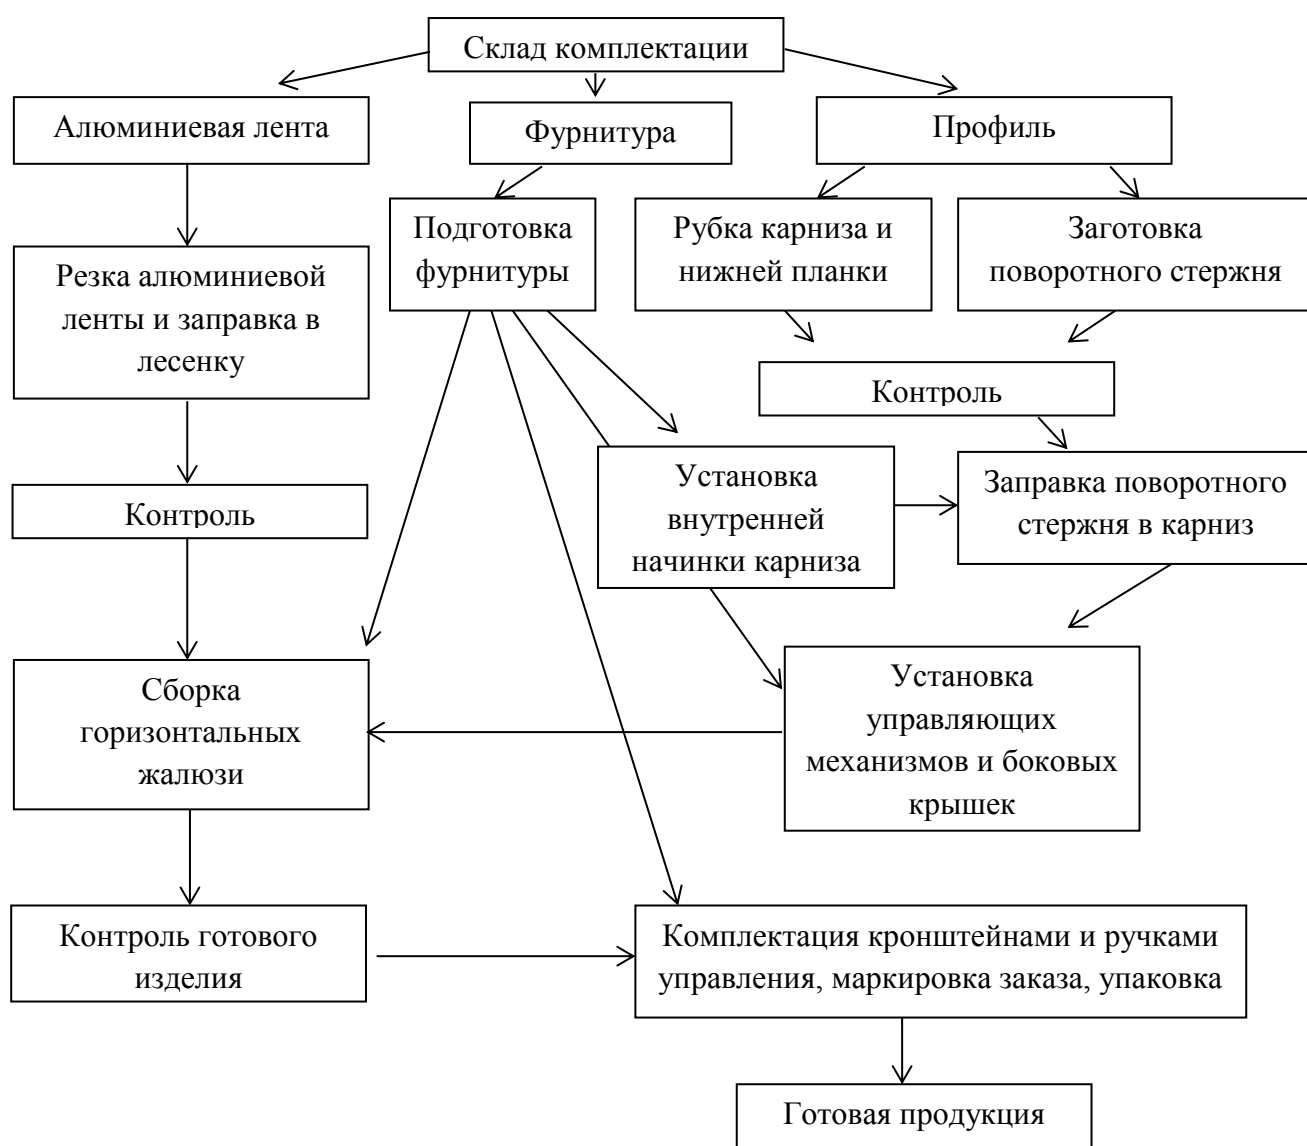 Склад комплектации
Алюминиевая лента
Фурнитура
Профиль
Подготовка
фурнитуры
Рубка карниза и
нижней планки
Заготовка
поворотного стержня
Резка алюминиевой
ленты и заправка в
лесенку
Контроль
Контроль
Установка
внутренней
начинки карниза
Заправка поворотного
стержня в карниз
Сборка
горизонтальных
жалюзи
Установка
управляющих
механизмов и боковых
крышек
Контроль готового
изделия
Комплектация кронштейнами и ручками
управления, маркировка заказа, упаковка
Готовая продукция